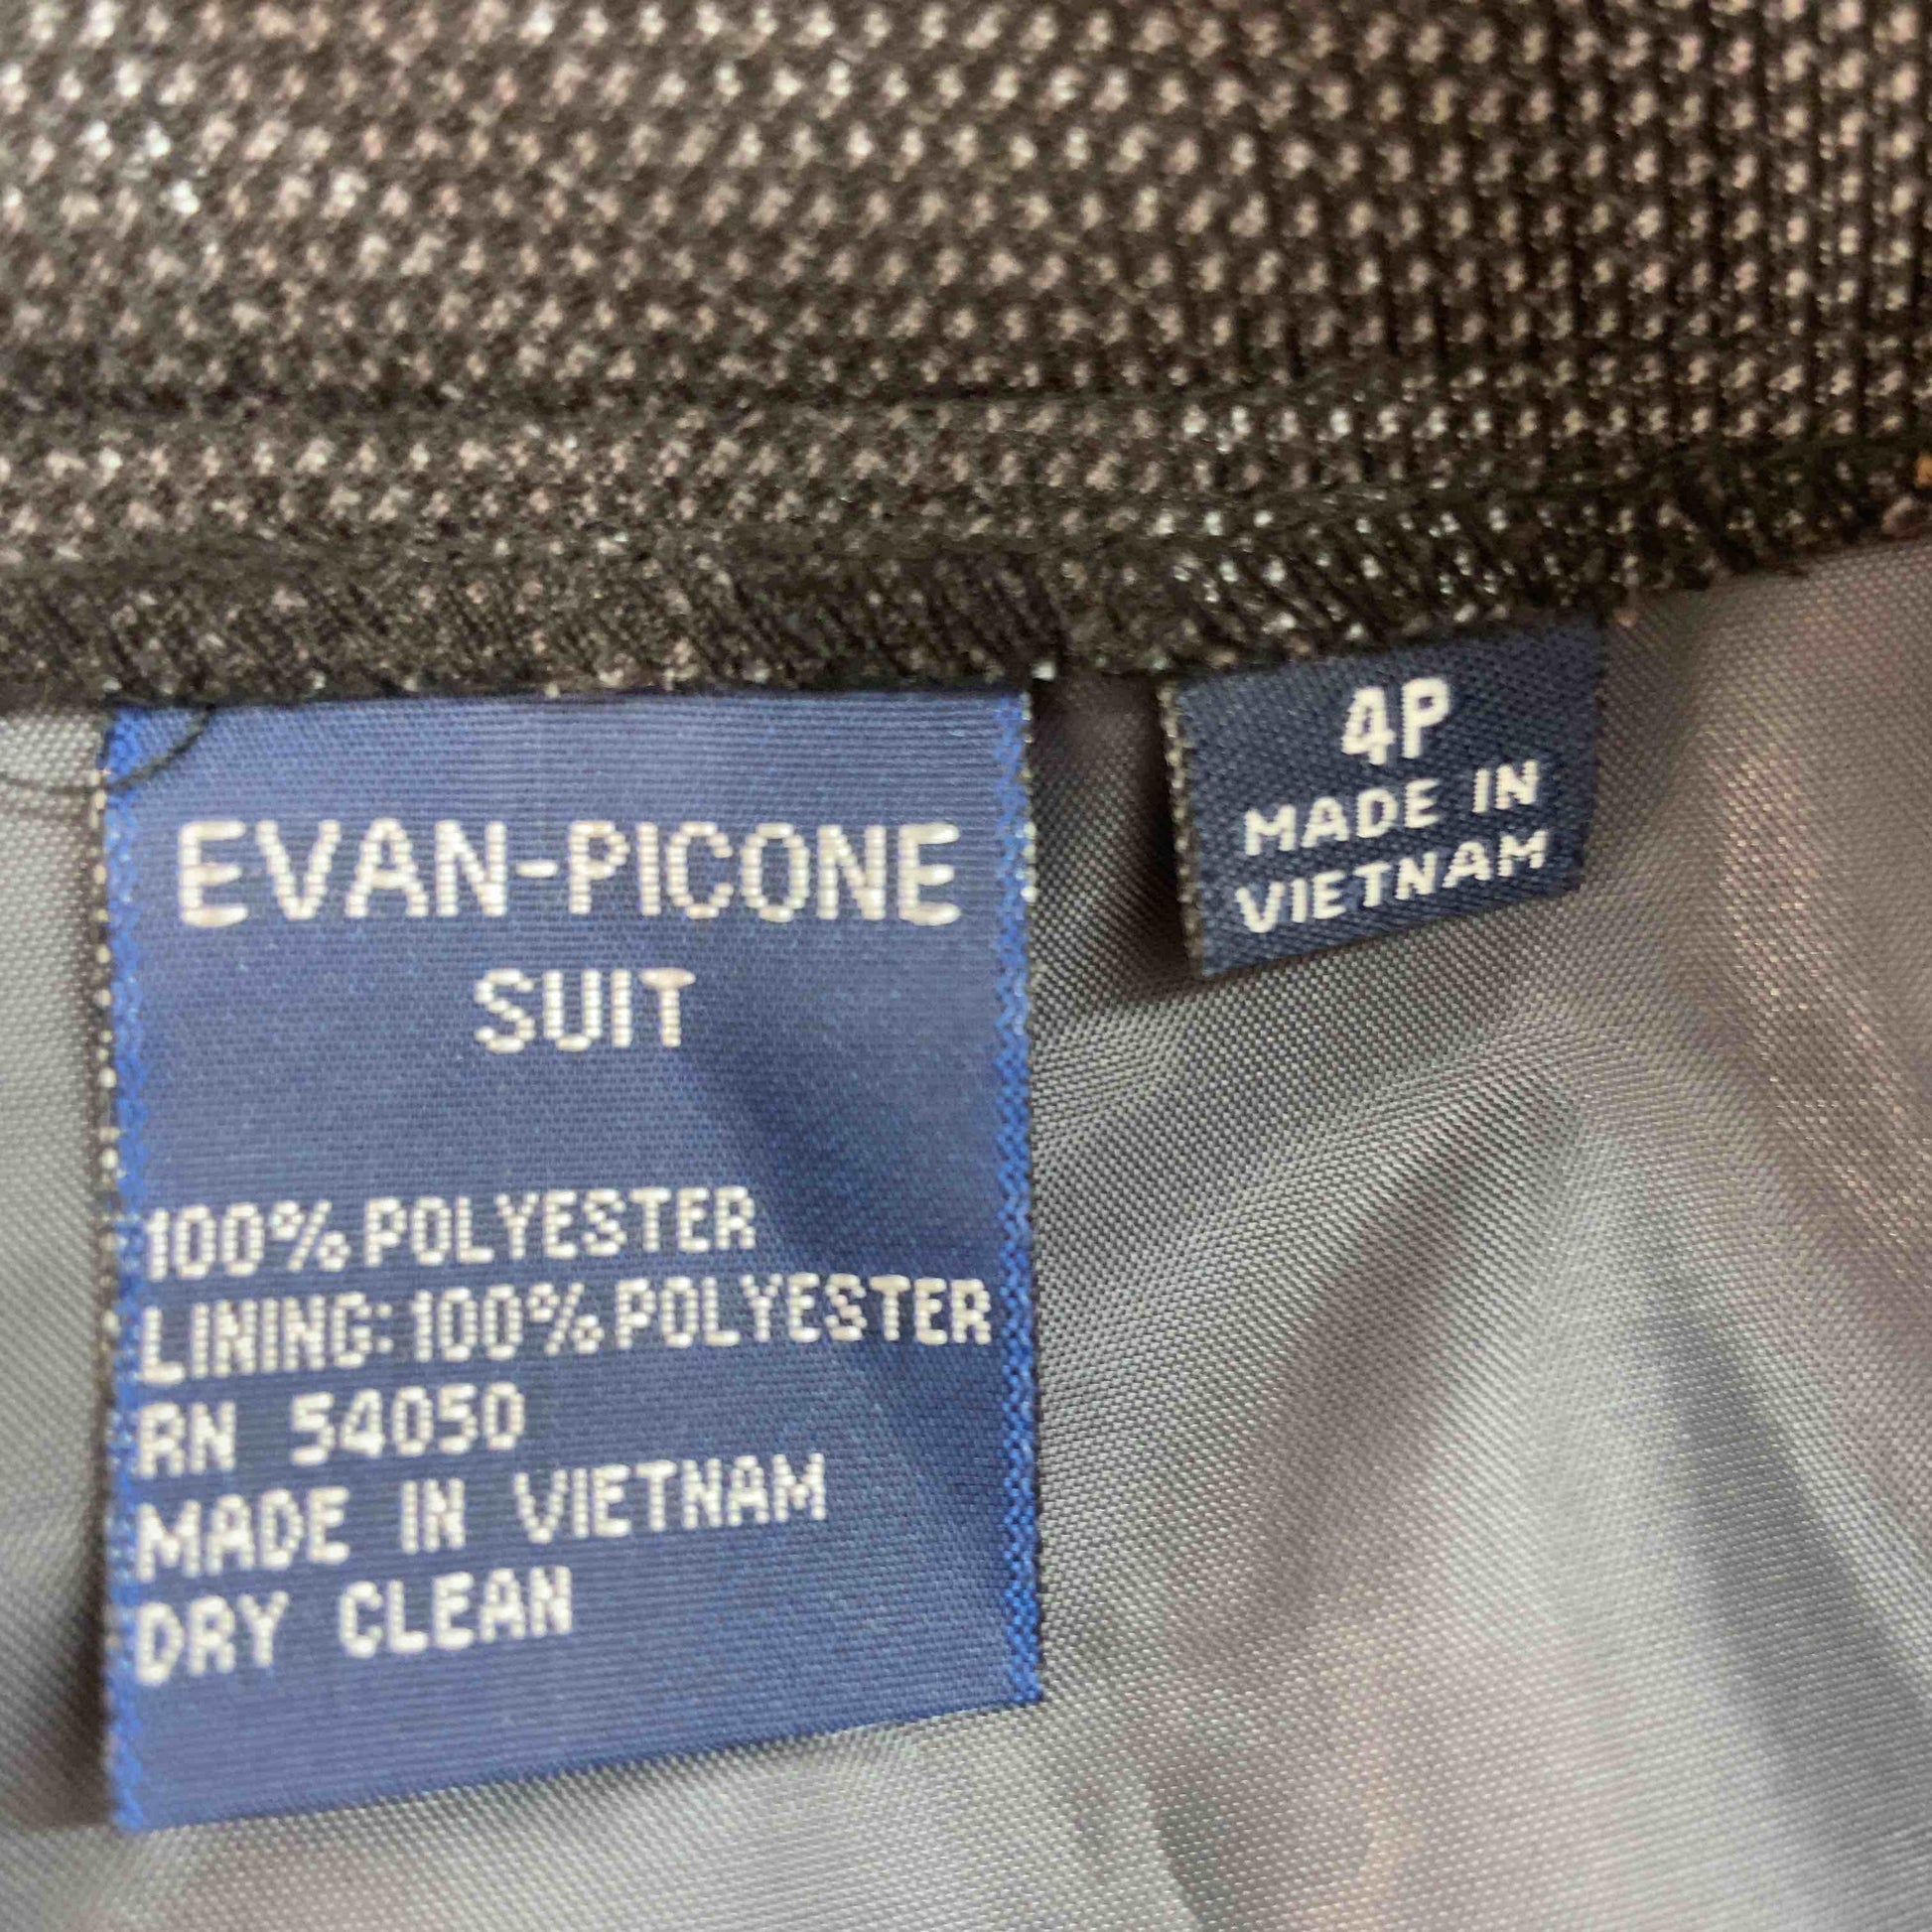 EVAN-PICONE
SUIT
100% POLYESTER
LINING: 100% POLYESTER
RN 54050
MADE IN VIETNAM
DRY CLEAN
4P
MADE IN
VIETNAM